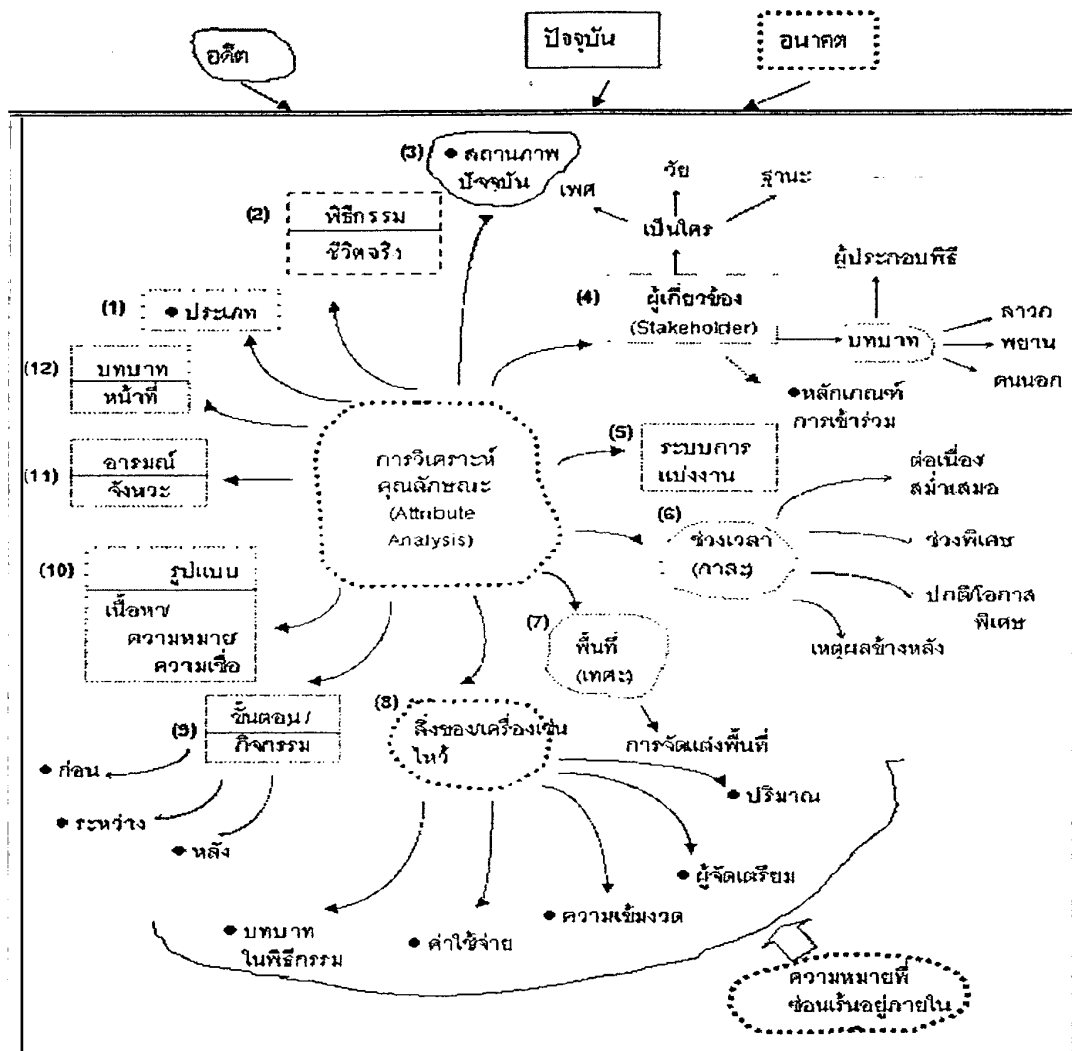 อดีต
ปัจจุบัน
อนาคต
(3)
● สถานภาพ
ปัจจุบัน
เพศ
วัย
ฐานะ
(2)
พิธีกรรม
ชีวิตจริง
เป็นใคร
ผู้ประกอบพิธี
(4)
ผู้เกี่ยวข้อง
(Stakeholder)
บทบาท
ลาวก
พยาน
คนนอก
(1)
● ประเภท
(12)
บทบาท
หน้าที่
● หลักเกณฑ์
การเข้าร่วม
(5)
ระบบการ
แบ่งงาน
(11)
อารมณ์
จังหวะ
การวิเคราะห์
คุณลักษณะ
(Attribute
Analysis)
(6)
ช่วงเวลา
(กาละ)
ต่อเนื่อง/
สม่ำเสมอ
ช่วงพิเศษ
ปกติ/โอกาส
พิเศษ
เหตุผลข้างหลัง
(10)
รูปแบบ
เนื้อหา/
ความหมาย/
ความเชื่อ
(7)
พื้นที่
(เทศะ)
การจัดแต่งพื้นที่
(9)
ขั้นตอน/
กิจกรรม
● ก่อน
● ระหว่าง
● หลัง
(8)
สิ่งของ/เครื่องเซ่น
ไหว้
● ปริมาณ
● ผู้จัดเตรียม
● ความเข้มงวด
● ค่าใช้จ่าย
● บทบาท
ในพิธีกรรม
ความหมายที่
ซ่อนเร้นอยู่ภายใน